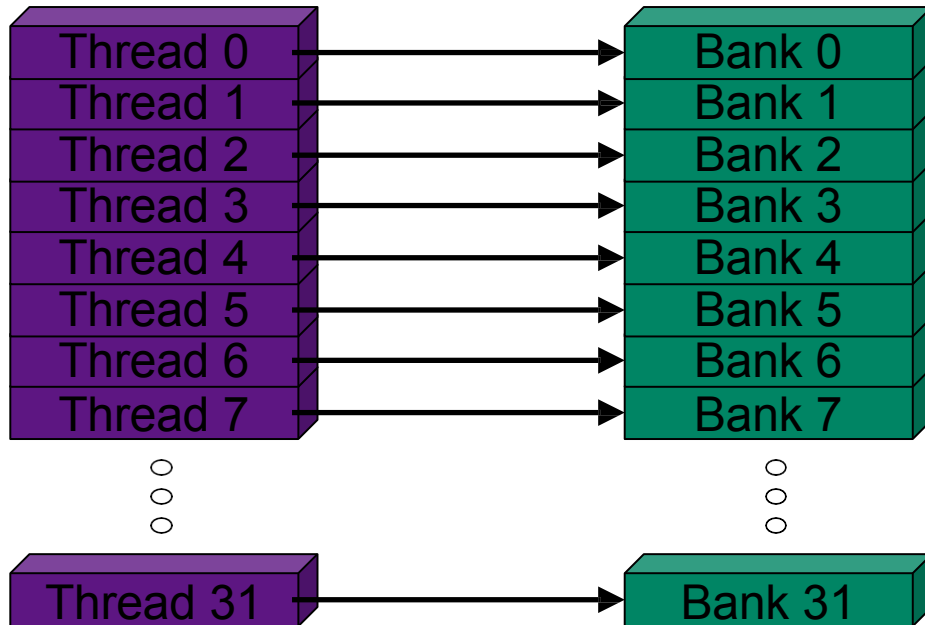 Thread 0 Bank 0
Thread 1 Bank 1
Thread 2 Bank 2
Thread 3 Bank 3
Thread 4 Bank 4
Thread 5 Bank 5
Thread 6 Bank 6
Thread 7 Bank 7
Thread 31 Bank 31